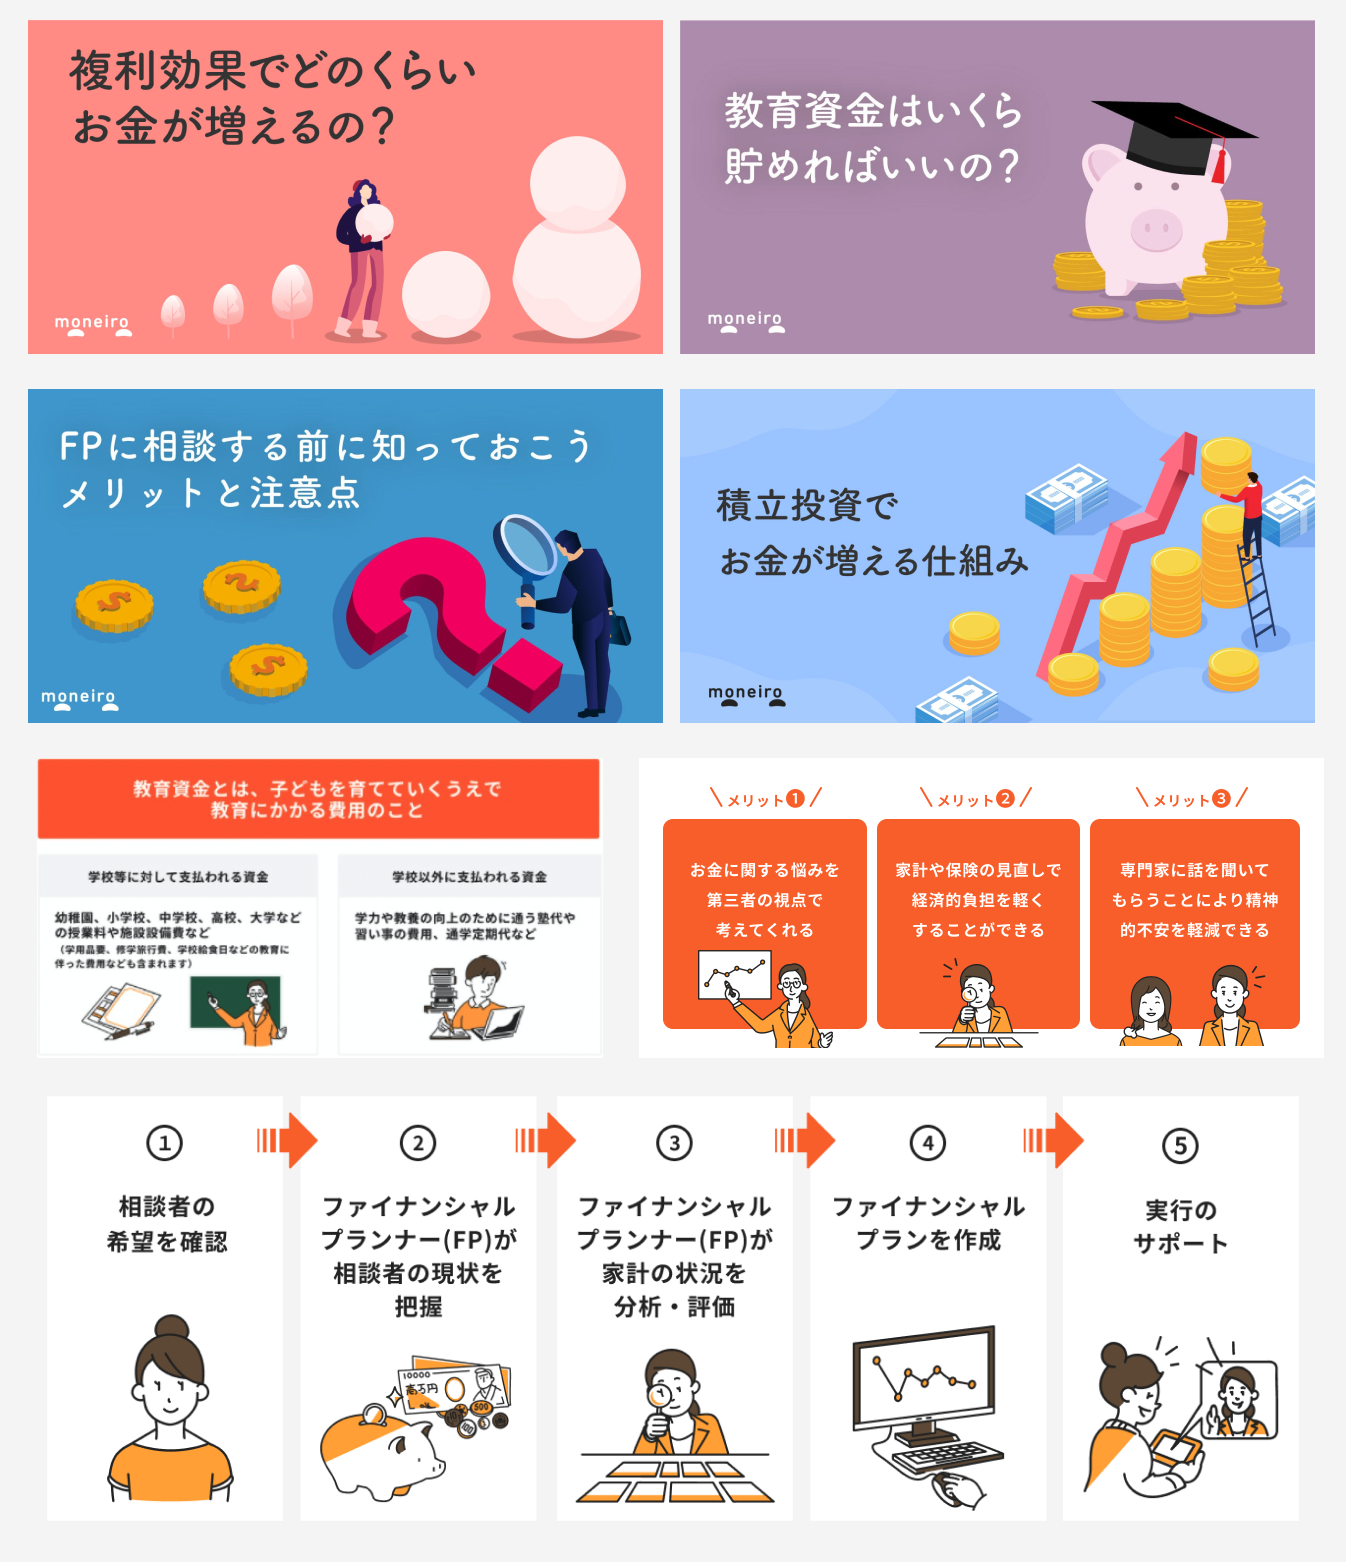 複利効果でどのくらい
お金が増えるの？
moneiro
教育資金はいくら
貯めればいいの？
moneiro
FPに相談する前に知っておこう
メリットと注意点
moneiro
積立投資で
お金が増える仕組み
moneiro
教育資金とは、子どもを育てていくうえで
教育にかかる費用のこと
学校等に対して支払われる資金
幼稚園、小学校、中学校、高校、大学など
の授業料や施設設備費など
（学用品要、修学旅行費、学校給食日などの教育に
伴った費用なども含まれます）
学校以外に支払われる資金
学力や教養の向上のために通う塾代や
習い事の費用、通学定期代など
メリット1
お金に関する悩みを
第三者の視点で
考えてくれる
メリット2
家計や保険の見直しで
経済的負担を軽く
することができる
メリット3
専門家に話を聞いて
もらうことにより精神
的不安を軽減できる
①
相談者の
希望を確認
②
ファイナンシャル
プランナー(FP)が
相談者の現状を
把握
10000
壱万円
500
100
③
ファイナンシャル
プランナー(FP)が
家計の状況を
分析・評価
④
ファイナンシャル
プランを作成
⑤
実行の
サポート